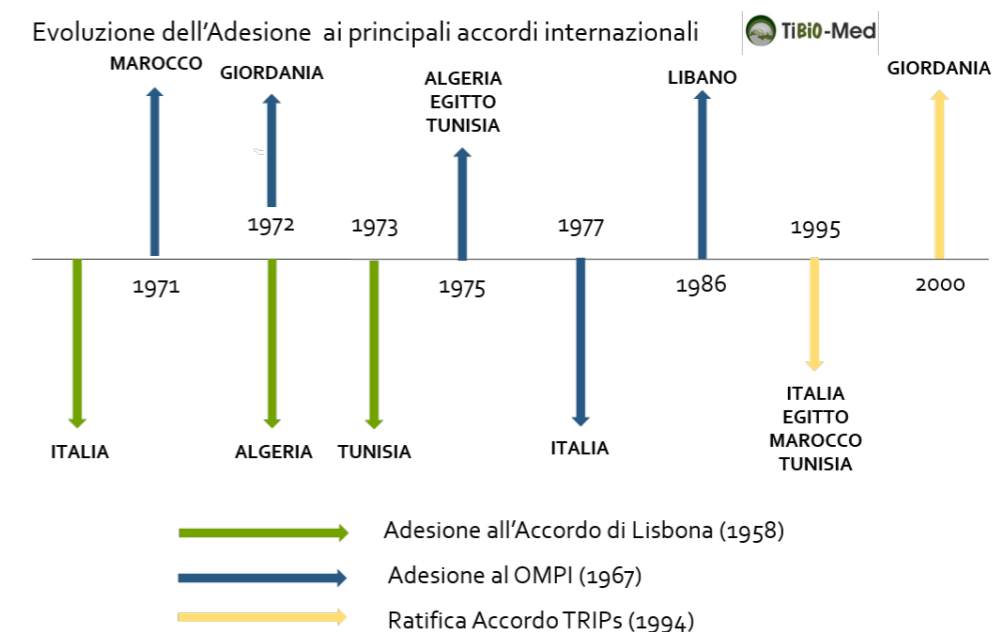 Evoluzione dell'Adesione ai principali accordi internazionali
TiBiO-Med
MAROCCO
GIORDANIA
ALGERIA
EGITTO
TUNISIA
LIBANO
GIORDANIA
1972
1973
1977
1995
1971
1975
1986
2000
ITALIA
ALGERIA
TUNISIA
ITALIA
ITALIA
EGITTO
MAROCCO
TUNISIA
Adesione all'Accordo di Lisbona (1958)
Adesione al OMPI (1967)
Ratifica Accordo TRIPs (1994)